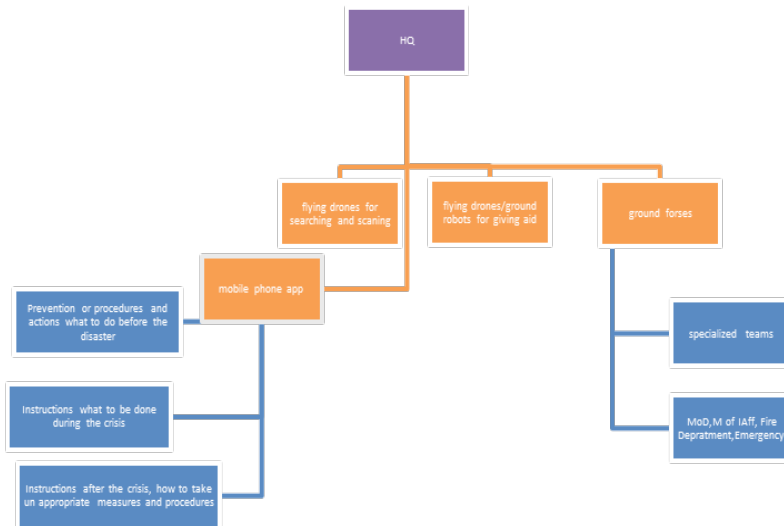 HQ
flying drones for
searching and scaning
flying drones/ground
robots for giving aid
ground forses
mobile phone app
Prevention or procedures and
actions what to do before the
disaster
specialized teams
Instructions what to be done
during the crisis
MoD,M of IAff, Fire
Depratment,Emergency
Instructions after the crisis, how to take
un appropriate measures and procedures